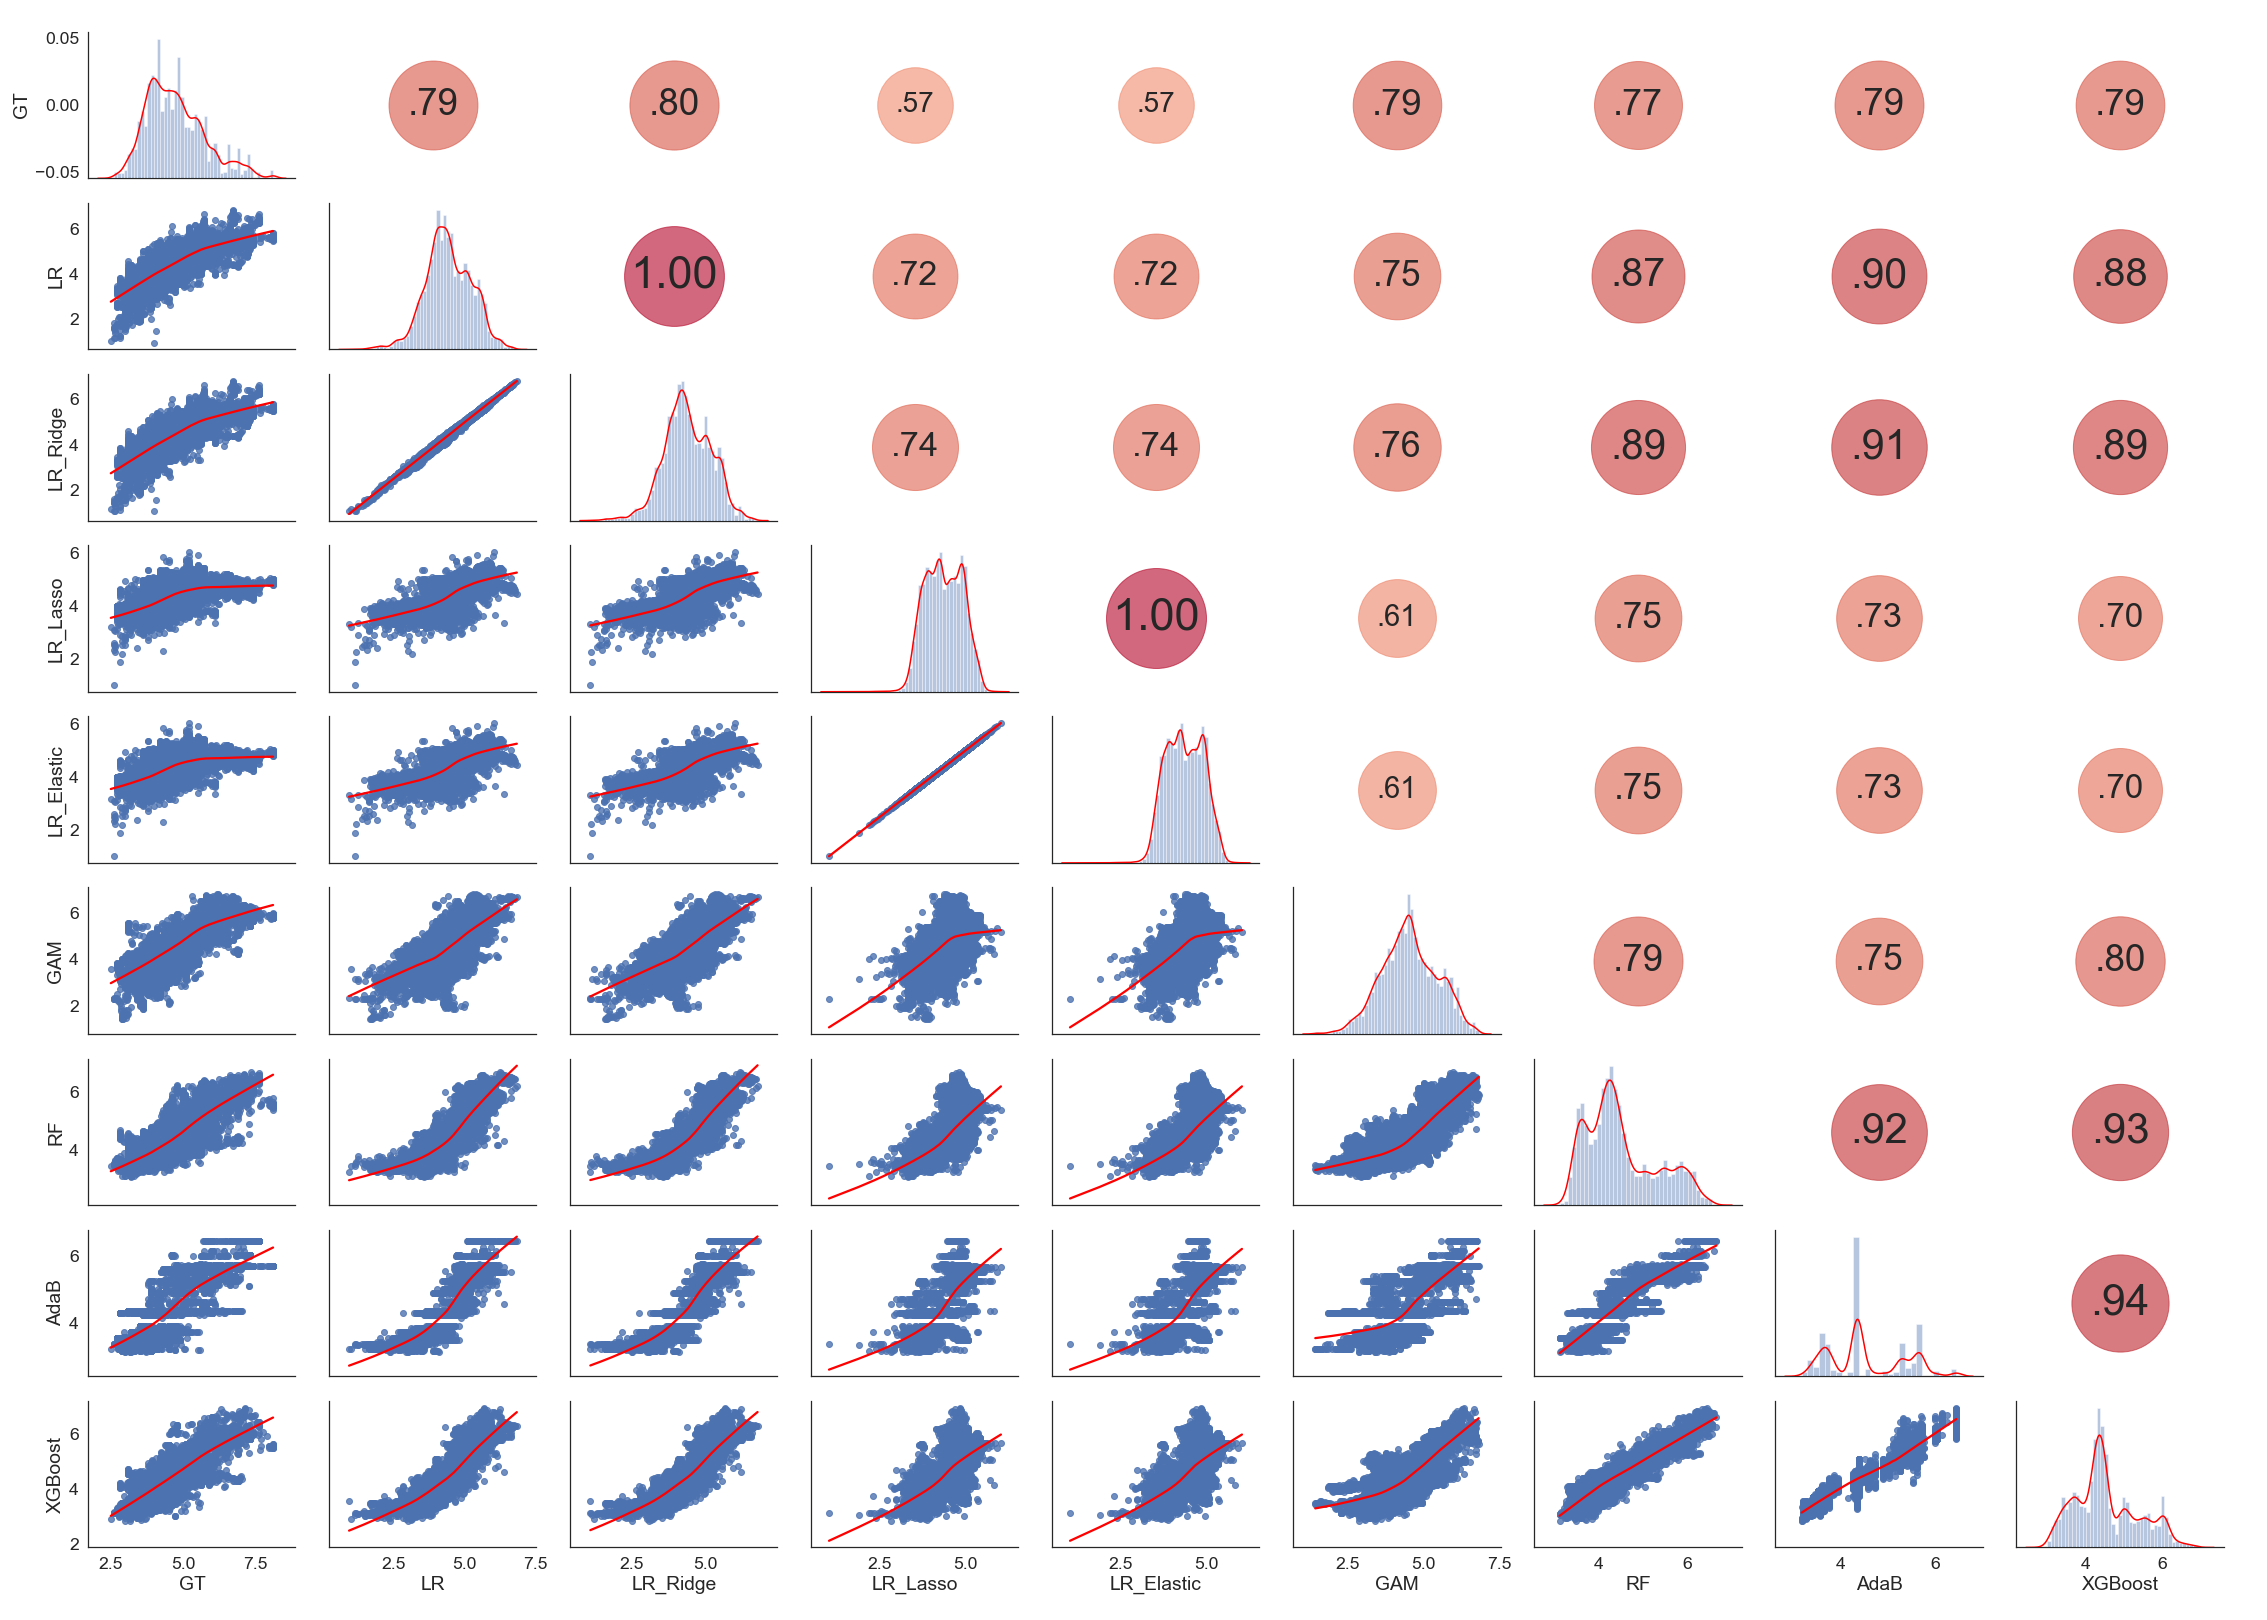 0.05
GT 0.00 .79 .80 .57 .57 .79 .77 .79 .79
−0.05
6
LR 4 1.00 .72 .72 .75 .87 .90 .88
2
6
LR_Ridge 4 .74 .74 .76 .89 .91 .89
2
6
LR_Lasso 4 1.00 .61 .75 .73 .70
2
6
LR_Elastic 4 .61 .75 .73 .70
2
6
GAM 4 .79 .75 .80
2
6
RF 4 .92 .93
6
AdaB 4 .94
6
XGBoost 4
2
2.5 5.0 7.5 2.5 5.0 7.5 2.5 5.0 2.5 5.0 2.5 5.0 2.5 5.0 7.5 4 6 4 6 4 6
GT LR LR_Ridge LR_Lasso LR_Elastic GAM RF AdaB XGBoost